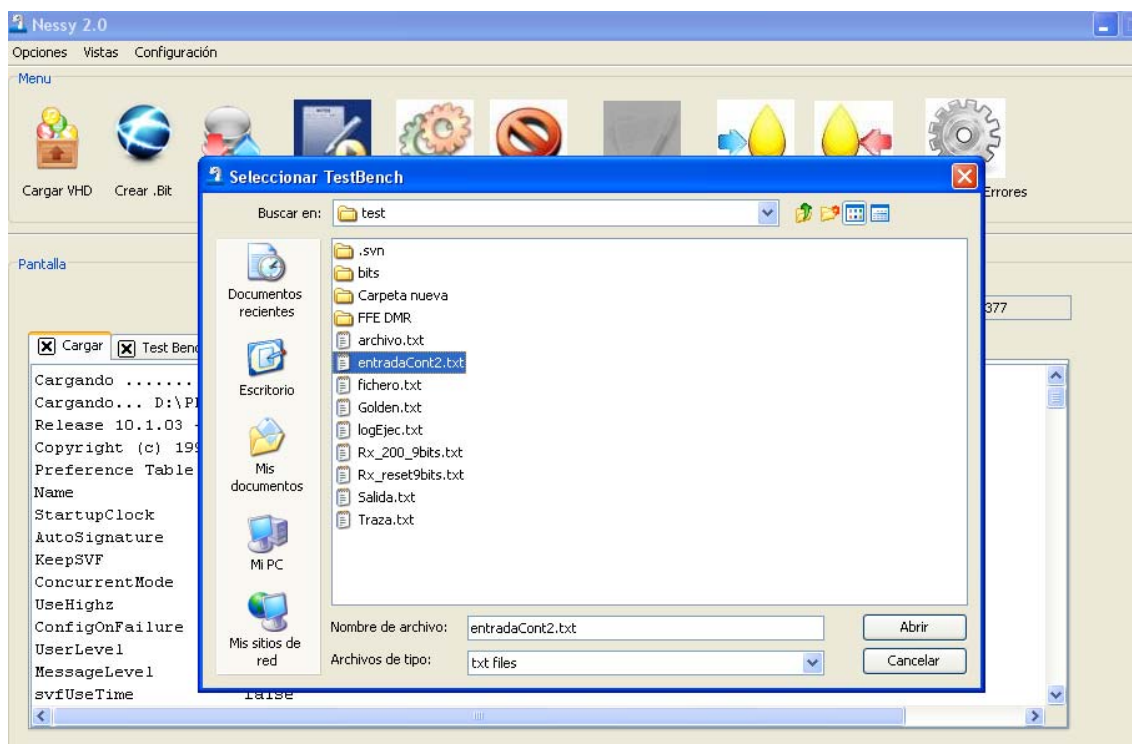 Nessy 2.0
Opciones Vistas Configuración
Menu
Cargar VHD Crear .Bit Errores
Seleccionar TestBench
Buscar en: test
Documentos recientes
Escritorio
Mis documentos
Mi PC
Mis sitios de red
.svn
bits
Carpeta nueva
FFE DMR
archivo.txt
entradaCont2.txt
fichero.txt
Golden.txt
logEjec.txt
Rx_200_9bits.txt
Rx_reset9bits.txt
Salida.txt
Traza.txt
Nombre de archivo: entradaCont2.txt Abrir
Archivos de tipo: txt files Cancelar
Pantalla
377
Cargar Test Benc
Cargando .......
Cargando... D:\P
Release 10.1.03 -
Copyright (c) 199
Preference Table
Name
StartupClock
AutoSignature
KeepSVF
ConcurrentMode
UseHighz
ConfigOnFailure
UserLevel
MessageLevel
svfUseTime false